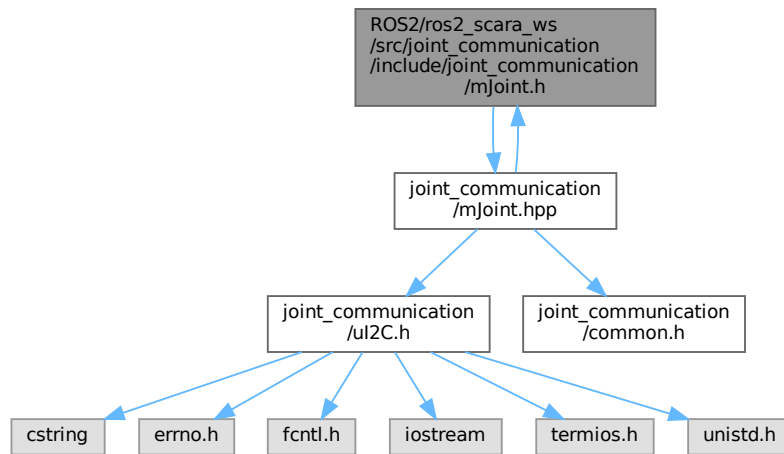 ROS2/ros2_scara_ws
/src/joint_communication
/include/joint_communication
/mJoint.h
joint_communication
/mJoint.hpp
joint_communication
/uI2C.h
joint_communication
/common.h
cstring
errno.h
fcntl.h
iostream
termios.h
unistd.h